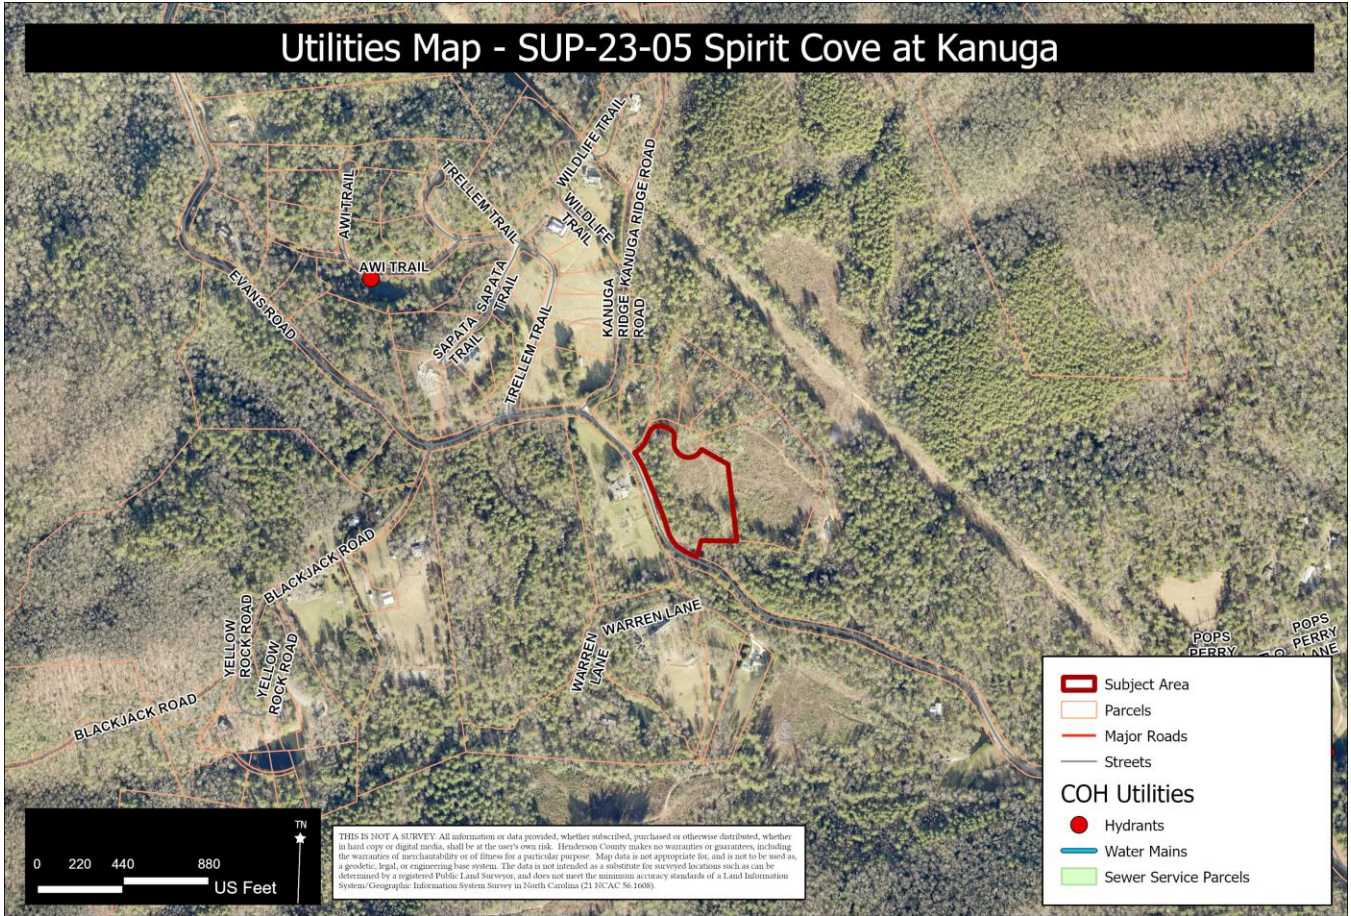 Utilities Map - SUP-23-05 Spirit Cove at Kanuga
WILDLIFE TRAIL
TRELLEM TRAIL
AWI TRAIL
WILDLIFE
TRAIL
KANUGA RIDGE ROAD
AWI TRAIL
EVANS ROAD
SAPATA
TRAIL
SAPATA
TRAIL
KANUGA
RIDGE
ROAD
TRELLEM TRAIL
BLACKJACK ROAD
YELLOW
ROCK ROAD
YELLOW
ROCK ROAD
BLACKJACK ROAD
WARREN LANE
WARREN
LANE
POPS
PERRY
POPS
PERRY
LANE
Subject Area
Parcels
Major Roads
Streets
COH Utilities
Hydrants
Water Mains
Sewer Service Parcels
TN
0 220 440 880
US Feet
THIS IS NOT A SURVEY. All information or data provided, whether subscribed, purchased or otherwise distributed, whether
in hard copy or digital media, shall be at the user's own risk. Henderson County makes no warranties or guarantees, including
the warranties of merchantability or of fitness for a particular purpose. Map data is not appropriate for, and is not to be used as,
a geodetic, legal, or engineering base system. The data is not intended as a substitute for surveyed locations such as can be
determined by a registered Public Land Surveyor, and does not meet the minimum accuracy standards of a Land Information
System/Geographic Information System Survey in North Carolina (21 NCAC 56.1608).